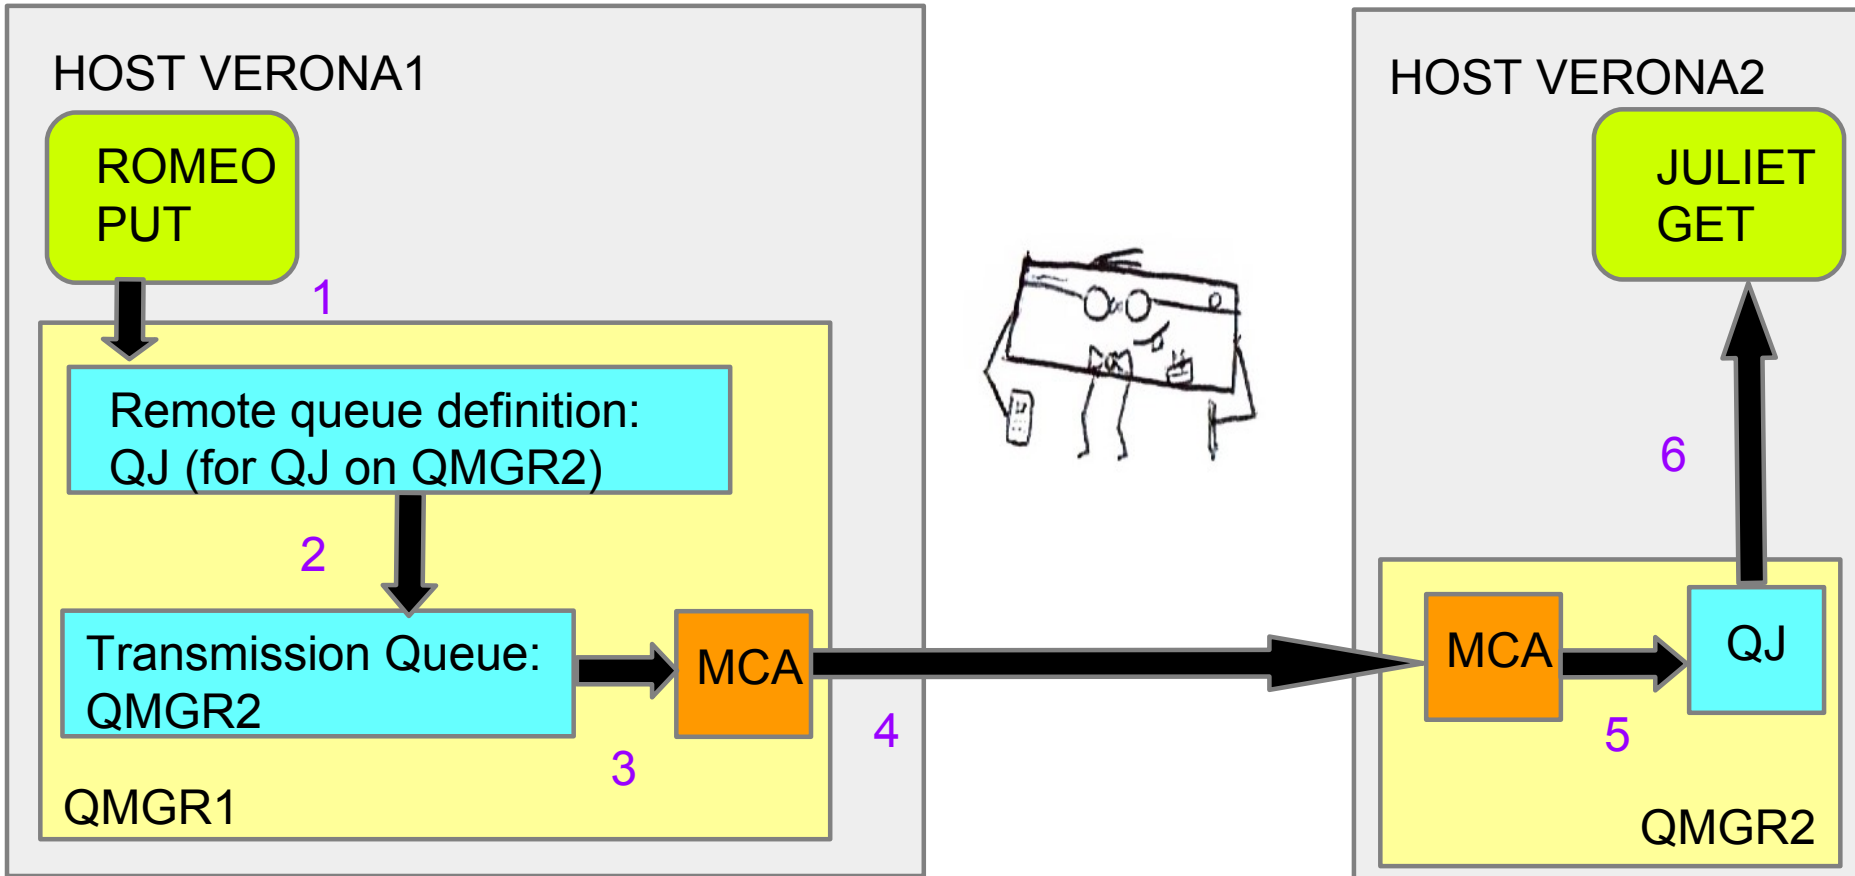 HOST VERONA1
ROMEO
PUT
1
Remote queue definition:
QJ (for QJ on QMGR2)
2
Transmission Queue:
QMGR2
3
MCA
4
QMGR1
HOST VERONA2
JULIET
GET
6
MCA
5
QJ
QMGR2